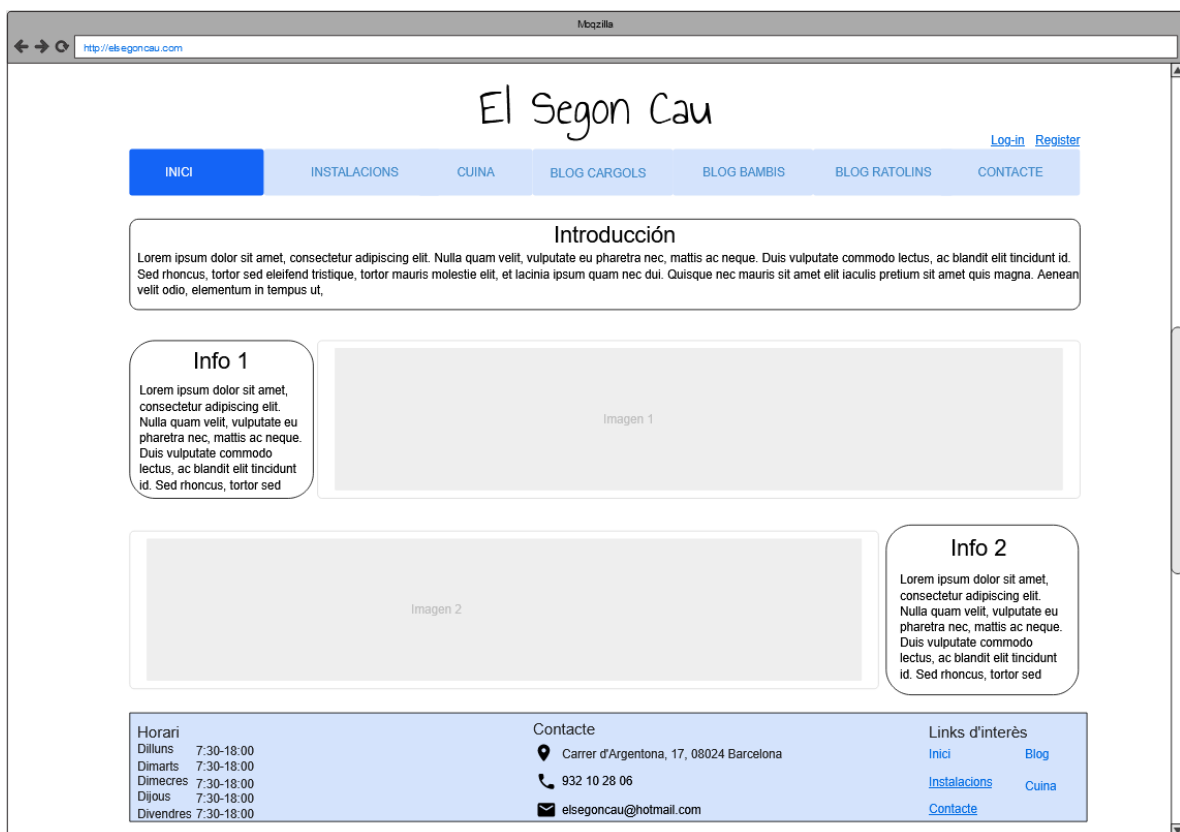 Moqzilla
http://elsegoncau.com
El Segon Cau
Log-in Register
INICI INSTALACIONS CUINA BLOG CARGOLS BLOG BAMBIS BLOG RATOLINS CONTACTE
Introducción
Lorem ipsum dolor sit amet, consectetur adipiscing elit. Nulla quam velit, vulputate eu pharetra nec, mattis ac neque. Duis vulputate commodo lectus, ac blandit elit tincidunt id.
Sed rhoncus, tortor sed eleifend tristique, tortor mauris molestie elit, et lacinia ipsum quam nec dui. Quisque nec mauris sit amet elit iaculis pretium sit amet quis magna. Aenean
velit odio, elementum in tempus ut,
Info 1
Lorem ipsum dolor sit amet,
consectetur adipiscing elit.
Nulla quam velit, vulputate eu
pharetra nec, mattis ac neque.
Duis vulputate commodo
lectus, ac blandit elit tincidunt
id. Sed rhoncus, tortor sed
Imagen 1
Imagen 2
Info 2
Lorem ipsum dolor sit amet,
consectetur adipiscing elit.
Nulla quam velit, vulputate eu
pharetra nec, mattis ac neque.
Duis vulputate commodo
lectus, ac blandit elit tincidunt
id. Sed rhoncus, tortor sed
Horari
Dilluns 7:30-18:00
Dimarts 7:30-18:00
Dimecres 7:30-18:00
Dijous 7:30-18:00
Divendres 7:30-18:00
Contacte
Carrer d'Argentona, 17, 08024 Barcelona
932 10 28 06
elsegoncau@hotmail.com
Links d'interès
Inici Blog
Instalacions Cuina
Contacte